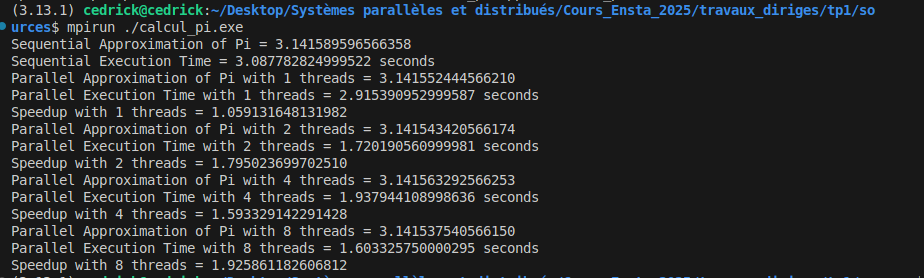 (3.13.1) cedrick@cedrick:~/Desktop/Systèmes parallèles et distribués/Cours_Ensta_2025/travaux_diriges/tp1/so
urces$ mpirun ./calcul_pi.exe
Sequential Approximation of Pi = 3.141589596566358
Sequential Execution Time = 3.087782824999522 seconds
Parallel Approximation of Pi with 1 threads = 3.141552444566210
Parallel Execution Time with 1 threads = 2.915390952999587 seconds
Speedup with 1 threads = 1.059131648131982
Parallel Approximation of Pi with 2 threads = 3.141543420566174
Parallel Execution Time with 2 threads = 1.720190560999981 seconds
Speedup with 2 threads = 1.795023699702510
Parallel Approximation of Pi with 4 threads = 3.141563292566253
Parallel Execution Time with 4 threads = 1.937944108998636 seconds
Speedup with 4 threads = 1.593329142291428
Parallel Approximation of Pi with 8 threads = 3.141537540566150
Parallel Execution Time with 8 threads = 1.603325750000295 seconds
Speedup with 8 threads = 1.925861182606812